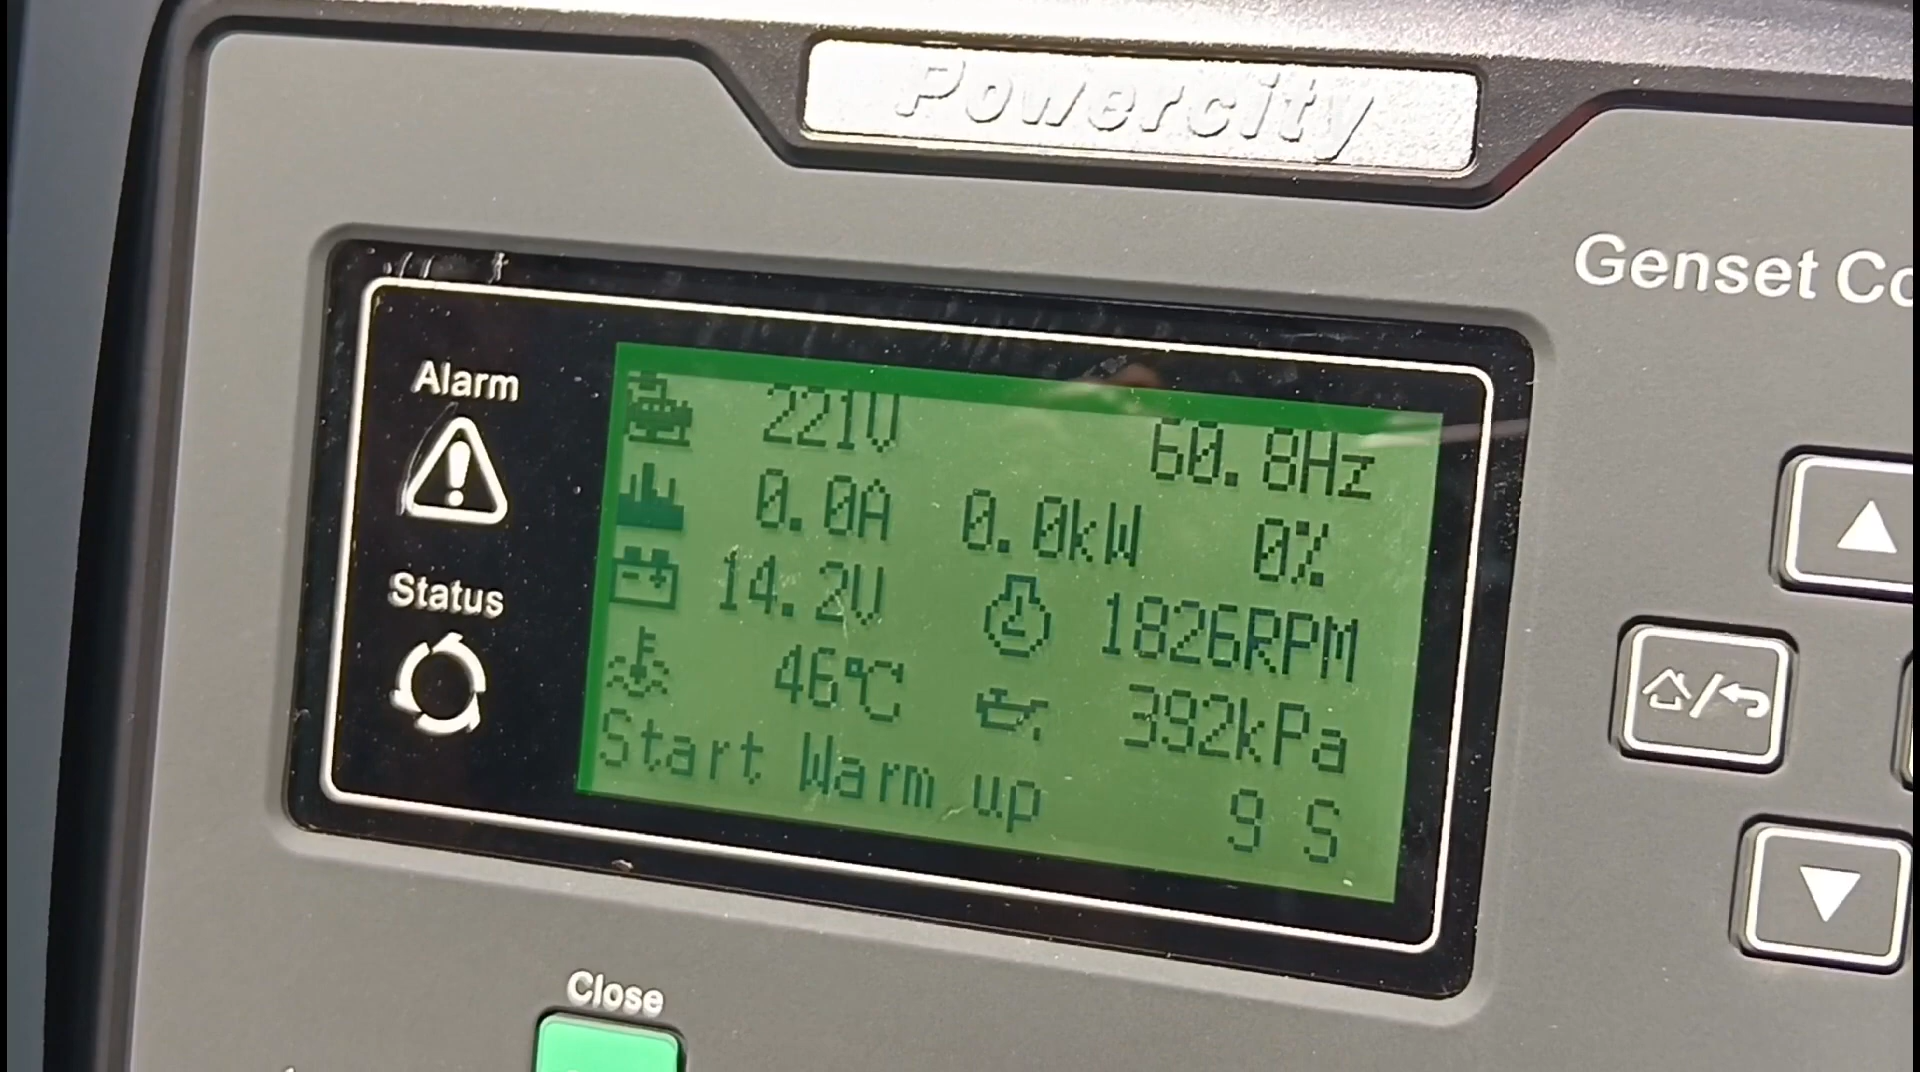 Powercity
Genset Co
Alarm
221V 60.8Hz
0.0A 0.0kW 0%
14.2V 1826RPM
Status
46℃ 392kPa
Start Warm up 9 S
Close